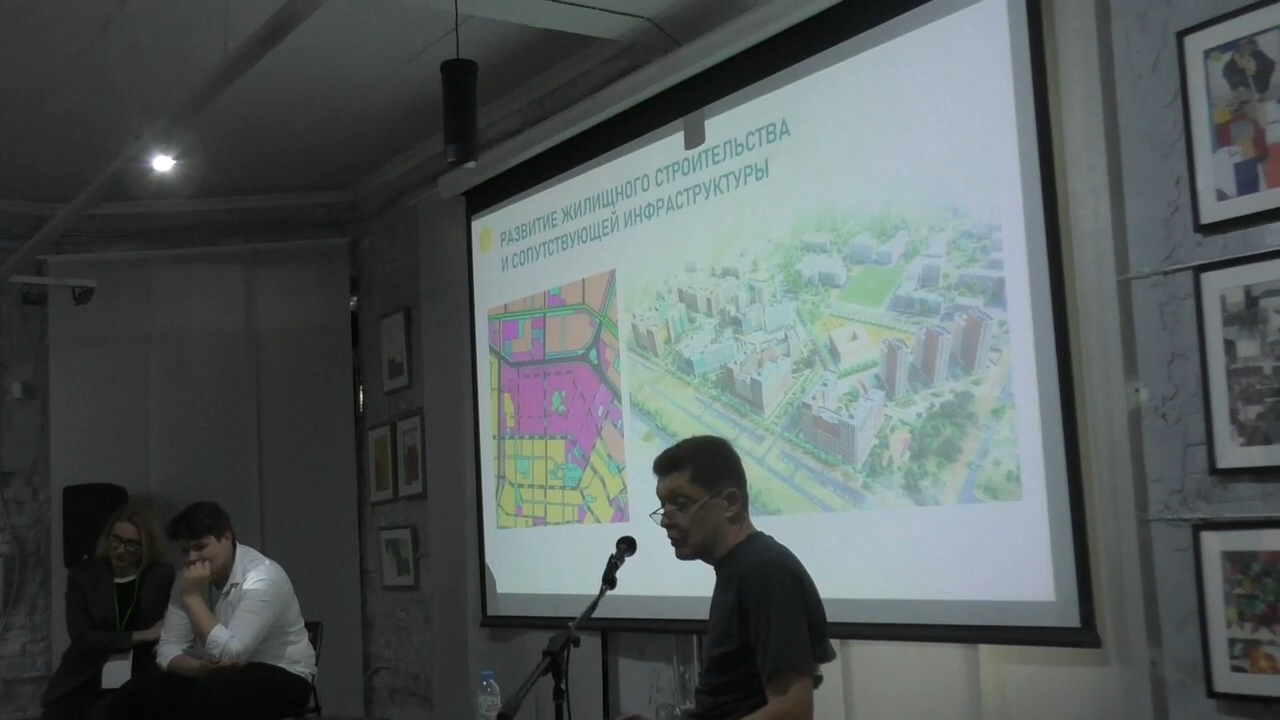 РАЗВИТИЕ ЖИЛИЩНОГО СТРОИТЕЛЬСТВА
И СОПУТСТВУЮЩЕЙ ИНФРАСТРУКТУРЫ